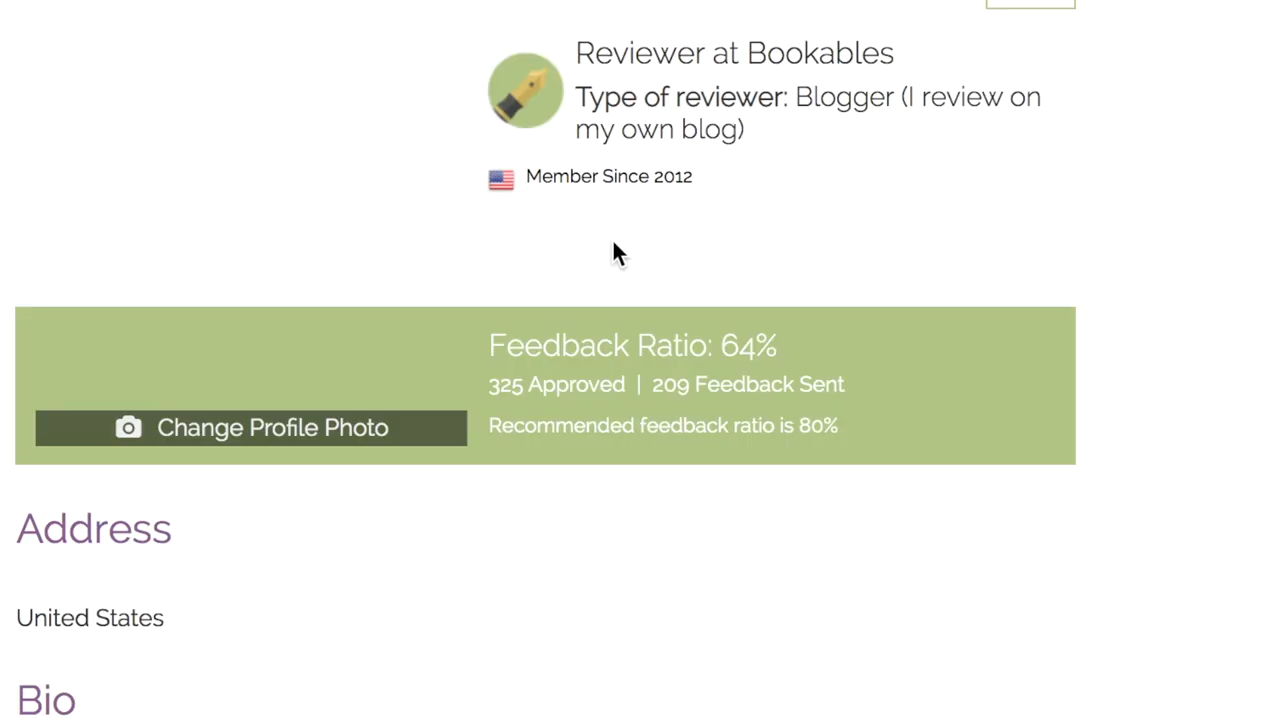 Reviewer at Bookables
Type of reviewer: Blogger (I review on
my own blog)
Member Since 2012
Feedback Ratio: 64%
325 Approved | 209 Feedback Sent
Change Profile Photo
Recommended feedback ratio is 80%
Address
United States
Bio